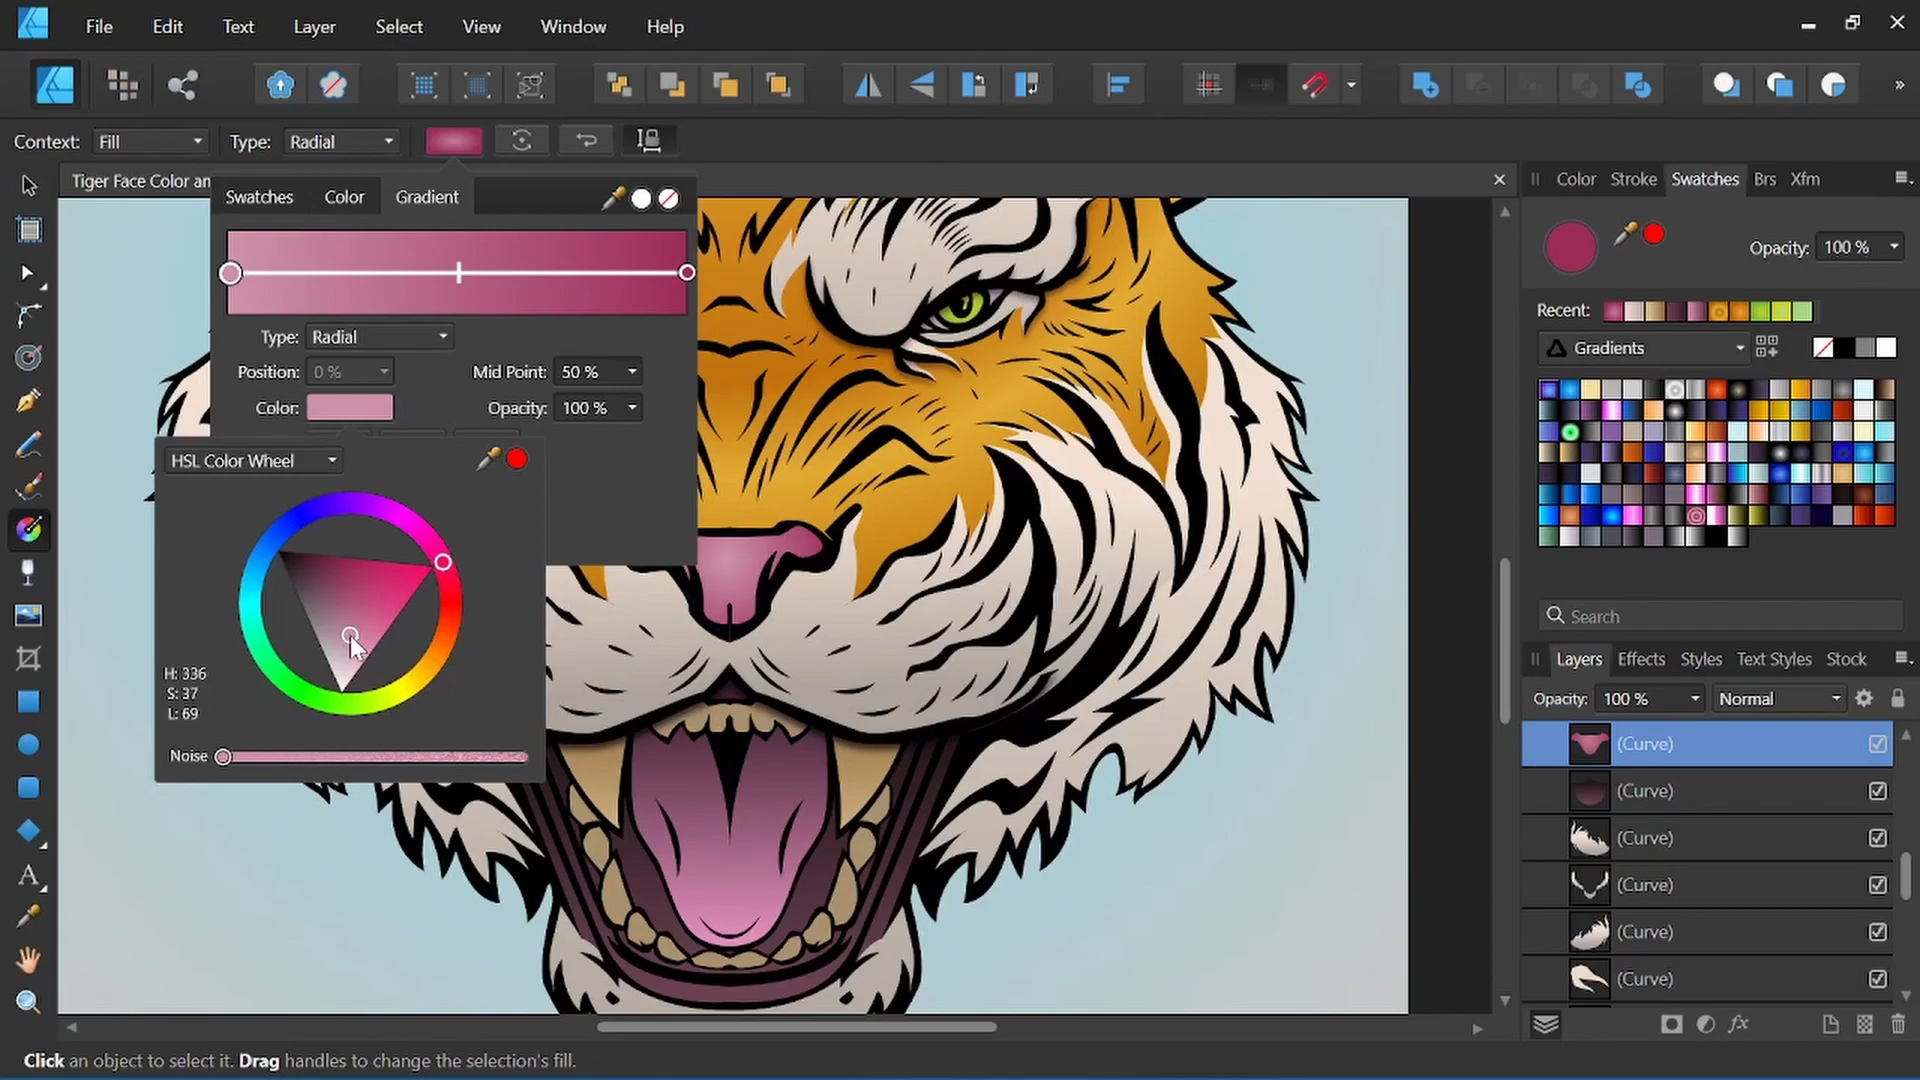 File Edit Text Layer Select View Window Help
Context: Fill Type: Radial
Tiger Face Color an
Swatches Color Gradient
Type: Radial
Position: 0 % Mid Point: 50 %
Color: Opacity: 100 %
HSL Color Wheel
H: 336
S: 37
L: 69
Noise
Color Stroke Swatches Brs Xfm
Opacity: 100 %
Recent:
Gradients
Search
Layers Effects Styles Text Styles Stock
Opacity: 100 % Normal
(Curve)
(Curve)
(Curve)
(Curve)
(Curve)
(Curve)
A
fx
Click an object to select it. Drag handles to change the selection's fill.